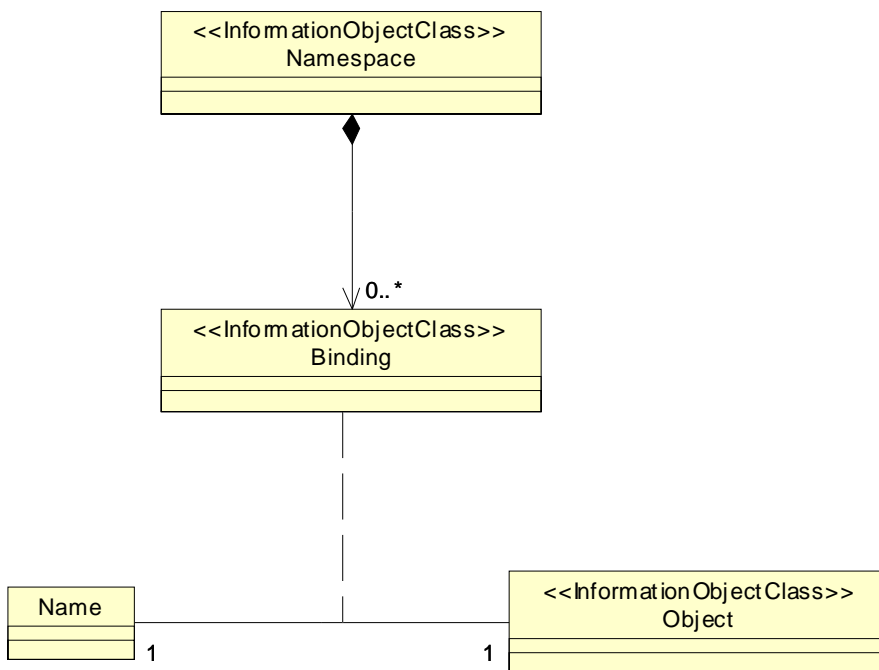 <<InformationObjectClass>>
Namespace
0..*
<<InformationObjectClass>>
Binding
Name
<<InformationObjectClass>>
Object
1
1